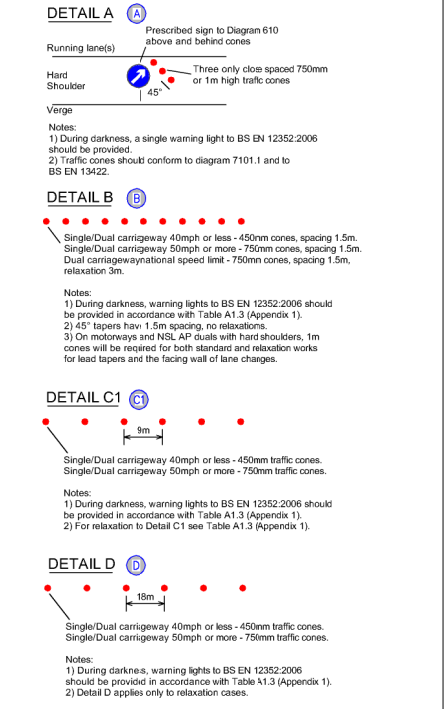 DETAIL A A
Prescribed sign to Diagram 610
above and behind cones
Running lane(s)
Three only close spaced 750mm
or 1m high traffic cones
Hard
Shoulder
45°
Verge
Notes:
1) During darkness, a single warning light to BS EN 12352:2006
should be provided.
2) Traffic cones should conform to diagram 7101.1 and to
BS EN 13422.
DETAIL B B
Single/Dual carrigeway 40mph or less - 450mm cones, spacing 1.5m.
Single/Dual carrigeway 50mph or more - 750mm cones, spacing 1.5m.
Dual carriagewaynational speed limit - 750mm cones, spacing 1.5m,
relaxation 3m.
Notes:
1) During darkness, warning lights to BS EN 12352:2006 should
be provided in accordance with Table A1.3 (Appendix 1).
2) 45° tapers have 1.5m spacing, no relaxations.
3) On motorways and NSL AP duals with hard shoulders, 1m
cones will be required for both standard and relaxation works
for lead tapers and the facing wall of lane changes.
DETAIL C1 C1
9m
Single/Dual carrigeway 40mph or less - 450mm traffic cones.
Single/Dual carrigeway 50mph or more - 750mm traffic cones.
Notes:
1) During darkness, warning lights to BS EN 12352:2006 should
be provided in accordance with Table A1.3 (Appendix 1).
2) For relaxation to Detail C1 see Table A1.3 (Appendix 1).
DETAIL D D
18m
Single/Dual carrigeway 40mph or less - 450mm traffic cones.
Single/Dual carrigeway 50mph or more - 750mm traffic cones.
Notes:
1) During darkness, warning lights to BS EN 12352:2006
should be provided in accordance with Table A1.3 (Appendix 1).
2) Detail D applies only to relaxation cases.